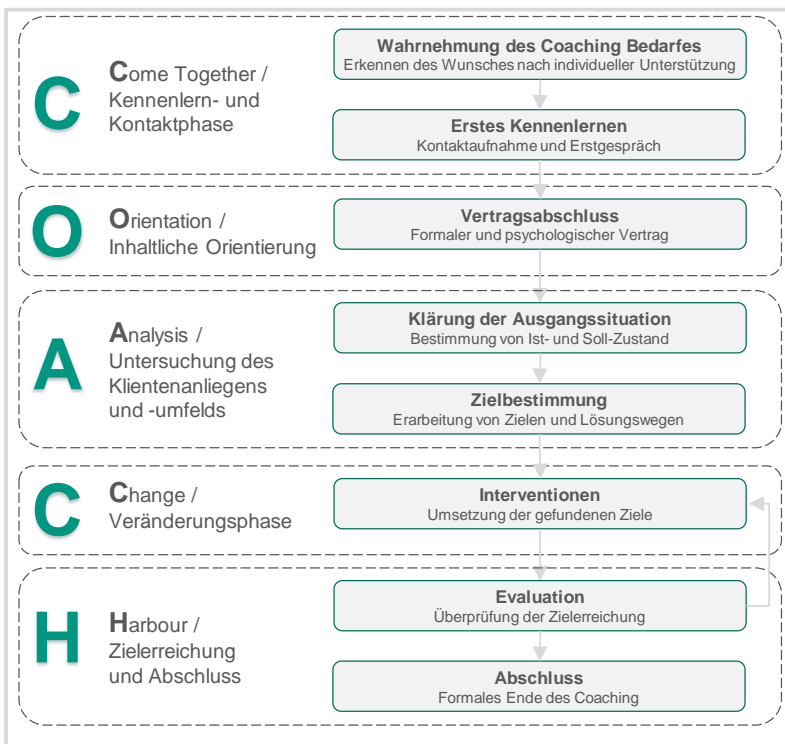 C
Come Together /
Kennenlern- und
Kontaktphase
Wahrnehmung des Coaching Bedarfes
Erkennen des Wunsches nach individueller Unterstützung
Erstes Kennenlernen
Kontaktaufnahme und Erstgespräch
O
Orientation /
Inhaltliche Orientierung
Vertragsabschluss
Formaler und psychologischer Vertrag
A
Analysis /
Untersuchung des
Klientenanliegens
und -umfelds
Klärung der Ausgangssituation
Bestimmung von Ist- und Soll-Zustand
Zielbestimmung
Erarbeitung von Zielen und Lösungswegen
C
Change /
Veränderungsphase
Interventionen
Umsetzung der gefundenen Ziele
H
Harbour /
Zielerreichung
und Abschluss
Evaluation
Überprüfung der Zielerreichung
Abschluss
Formales Ende des Coaching